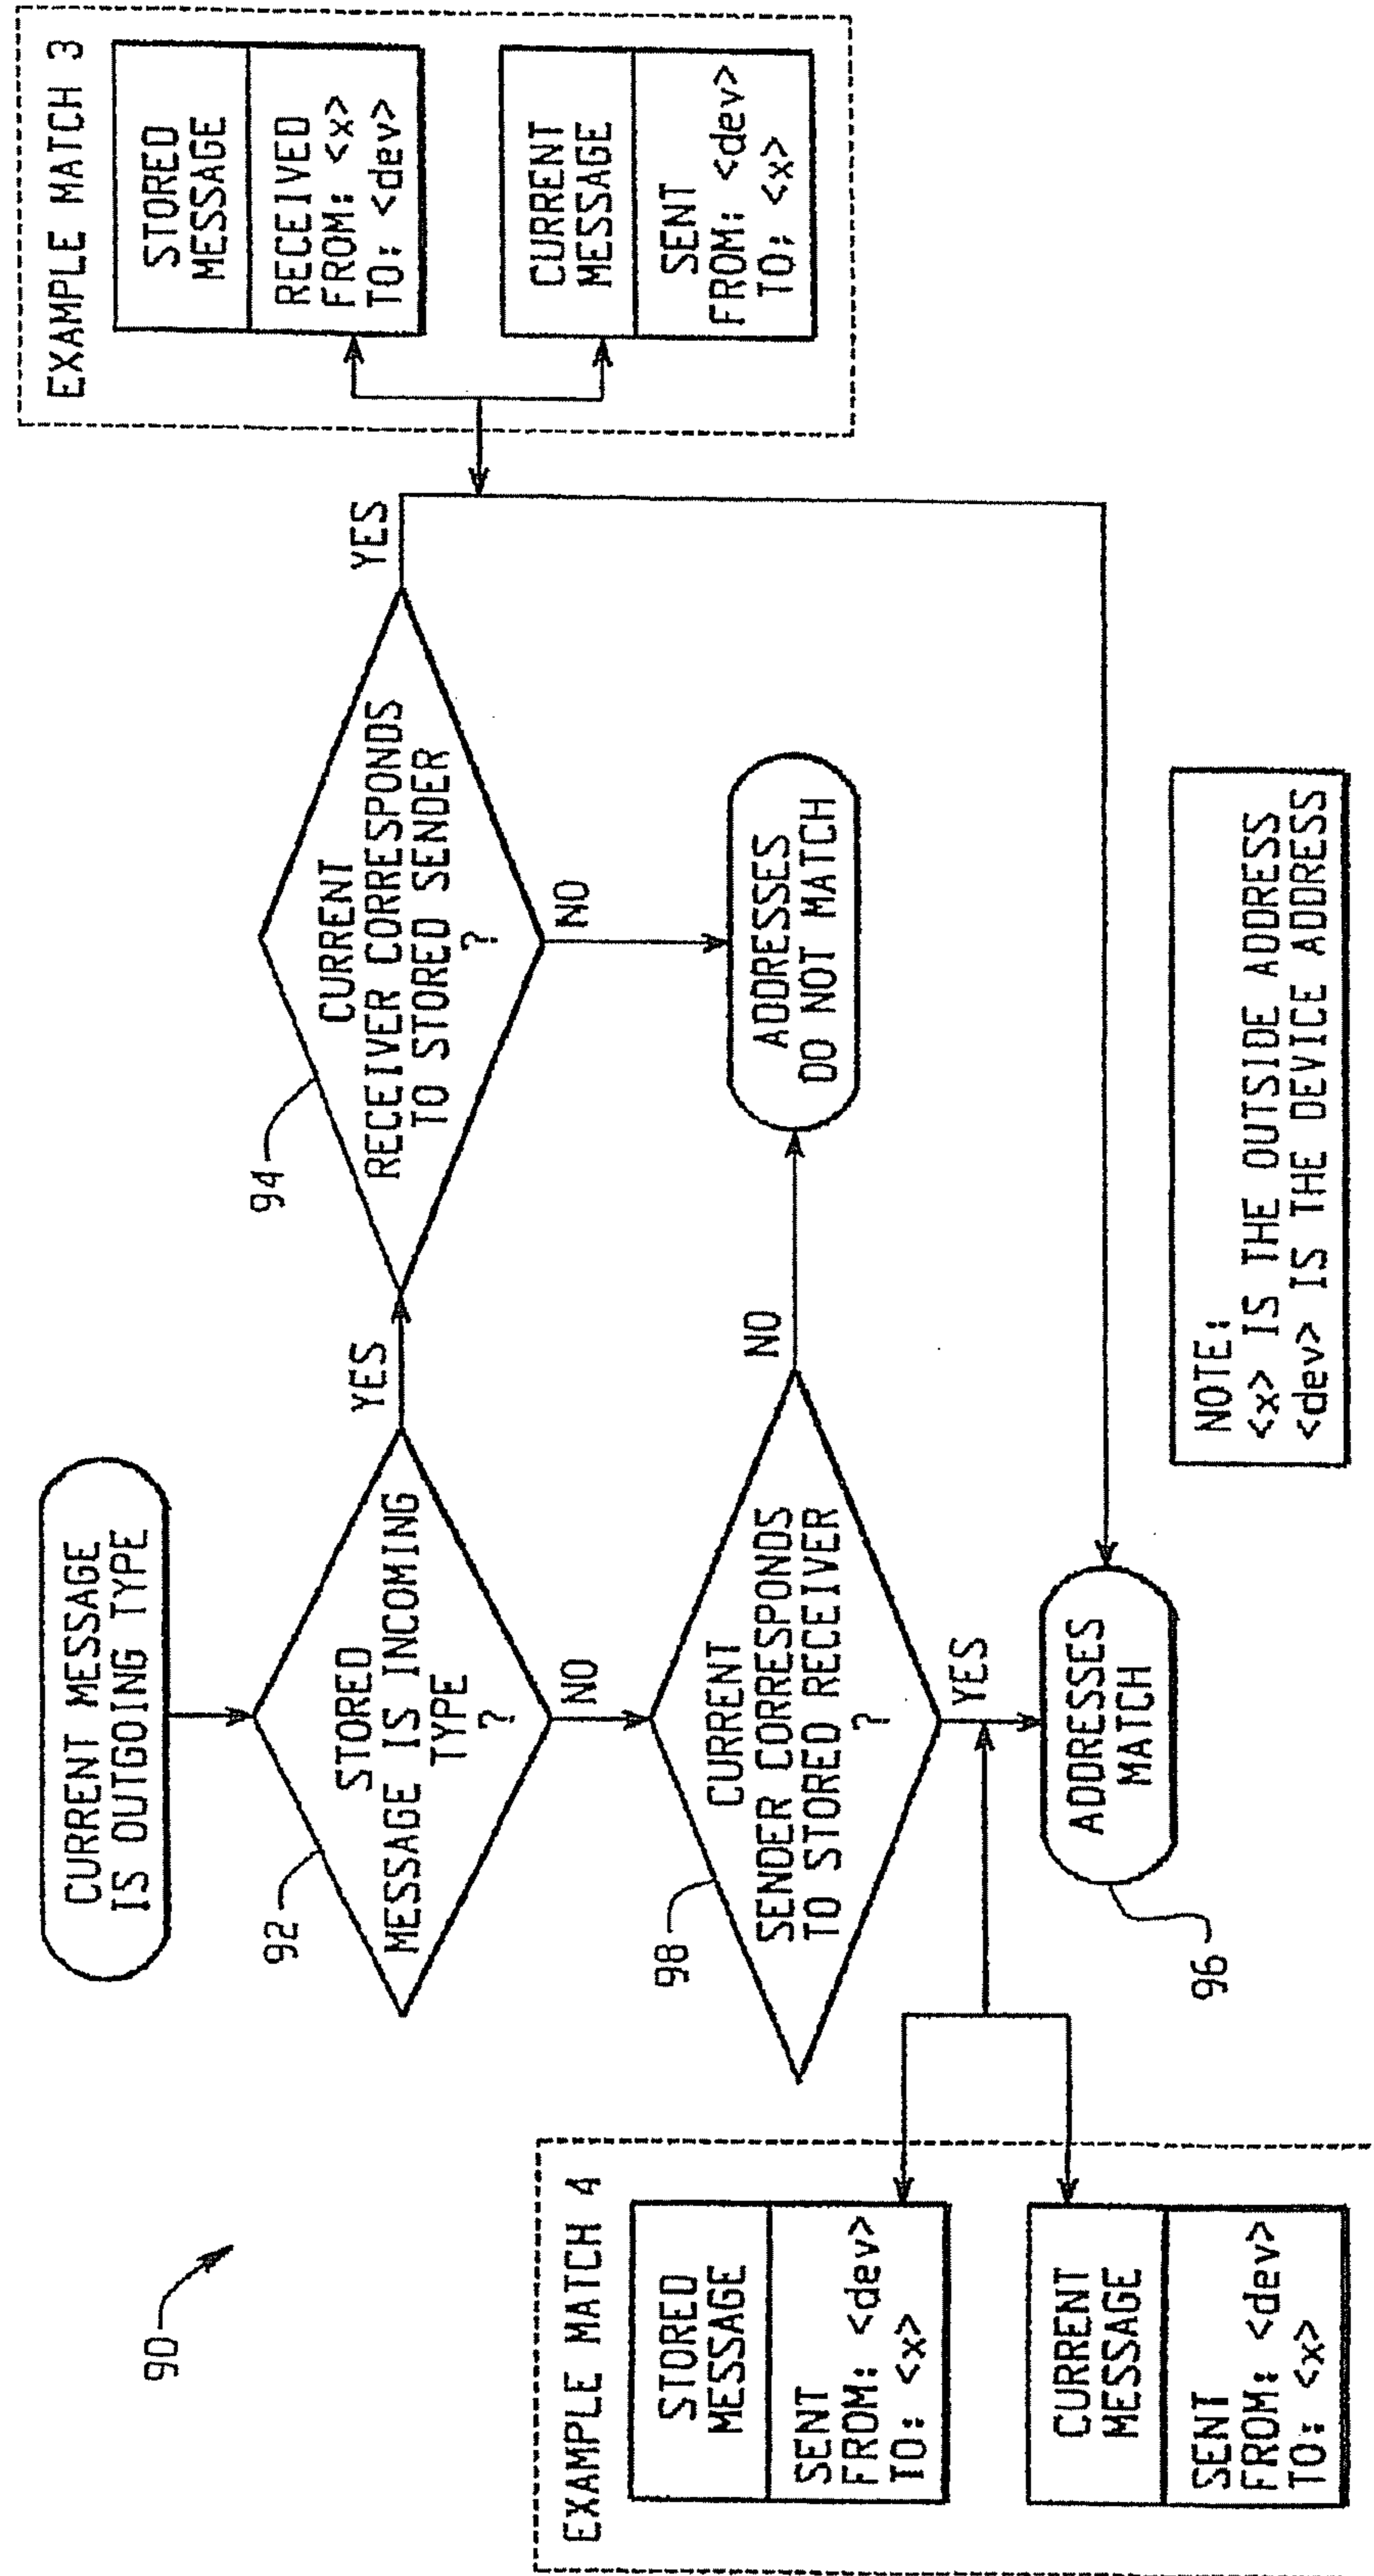 90
CURRENT MESSAGE
IS OUTGOING TYPE
92
STORED
MESSAGE IS INCOMING
TYPE
?
YES
NO
94
CURRENT
RECEIVER CORRESPONDS
TO STORED SENDER
?
YES
NO
EXAMPLE MATCH 3
STORED
MESSAGE
RECEIVED
FROM: <x>
TO: <dev>
CURRENT
MESSAGE
SENT
FROM: <dev>
TO: <x>
98
CURRENT
SENDER CORRESPONDS
TO STORED RECEIVER
?
NO
YES
ADDRESSES
DO NOT MATCH
EXAMPLE MATCH 4
STORED
MESSAGE
SENT
FROM: <dev>
TO: <x>
CURRENT
MESSAGE
SENT
FROM: <dev>
TO: <x>
96
ADDRESSES
MATCH
NOTE:
<x> IS THE OUTSIDE ADDRESS
<dev> IS THE DEVICE ADDRESS